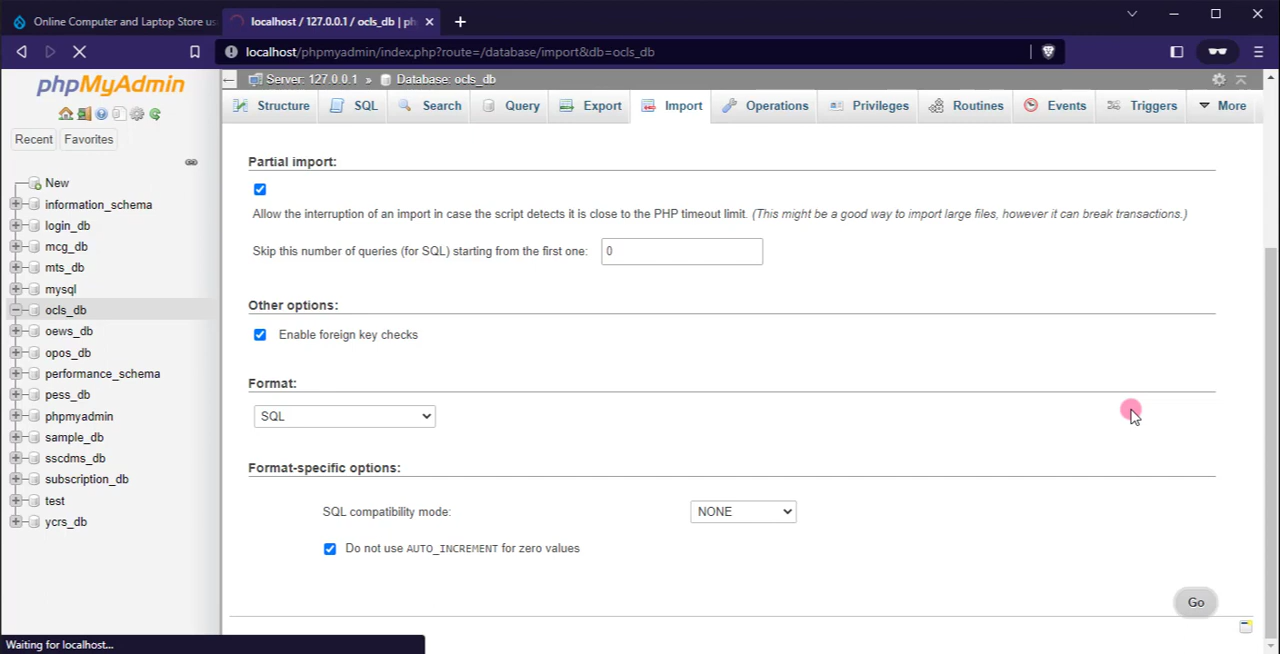 Online Computer and Laptop Store us
localhost / 127.0.0.1 / ocls_db | ph
localhost/phpmyadmin/index.php?route=/database/import&db=ocls_db
phpMyAdmin
Server: 127.0.0.1 » Database: ocls_db
Structure SQL Search Query Export Import Operations Privileges Routines Events Triggers More
Recent Favorites
New
information_schema
login_db
mcg_db
mts_db
mysql
ocls_db
oews_db
opos_db
performance_schema
pess_db
phpmyadmin
sample_db
sscdms_db
subscription_db
test
ycrs_db
Partial import:
Allow the interruption of an import in case the script detects it is close to the PHP timeout limit. (This might be a good way to import large files, however it can break transactions.)
Skip this number of queries (for SQL) starting from the first one: 0
Other options:
Enable foreign key checks
Format:
SQL
Format-specific options:
SQL compatibility mode: NONE
Do not use AUTO_INCREMENT for zero values
Go
Waiting for localhost...